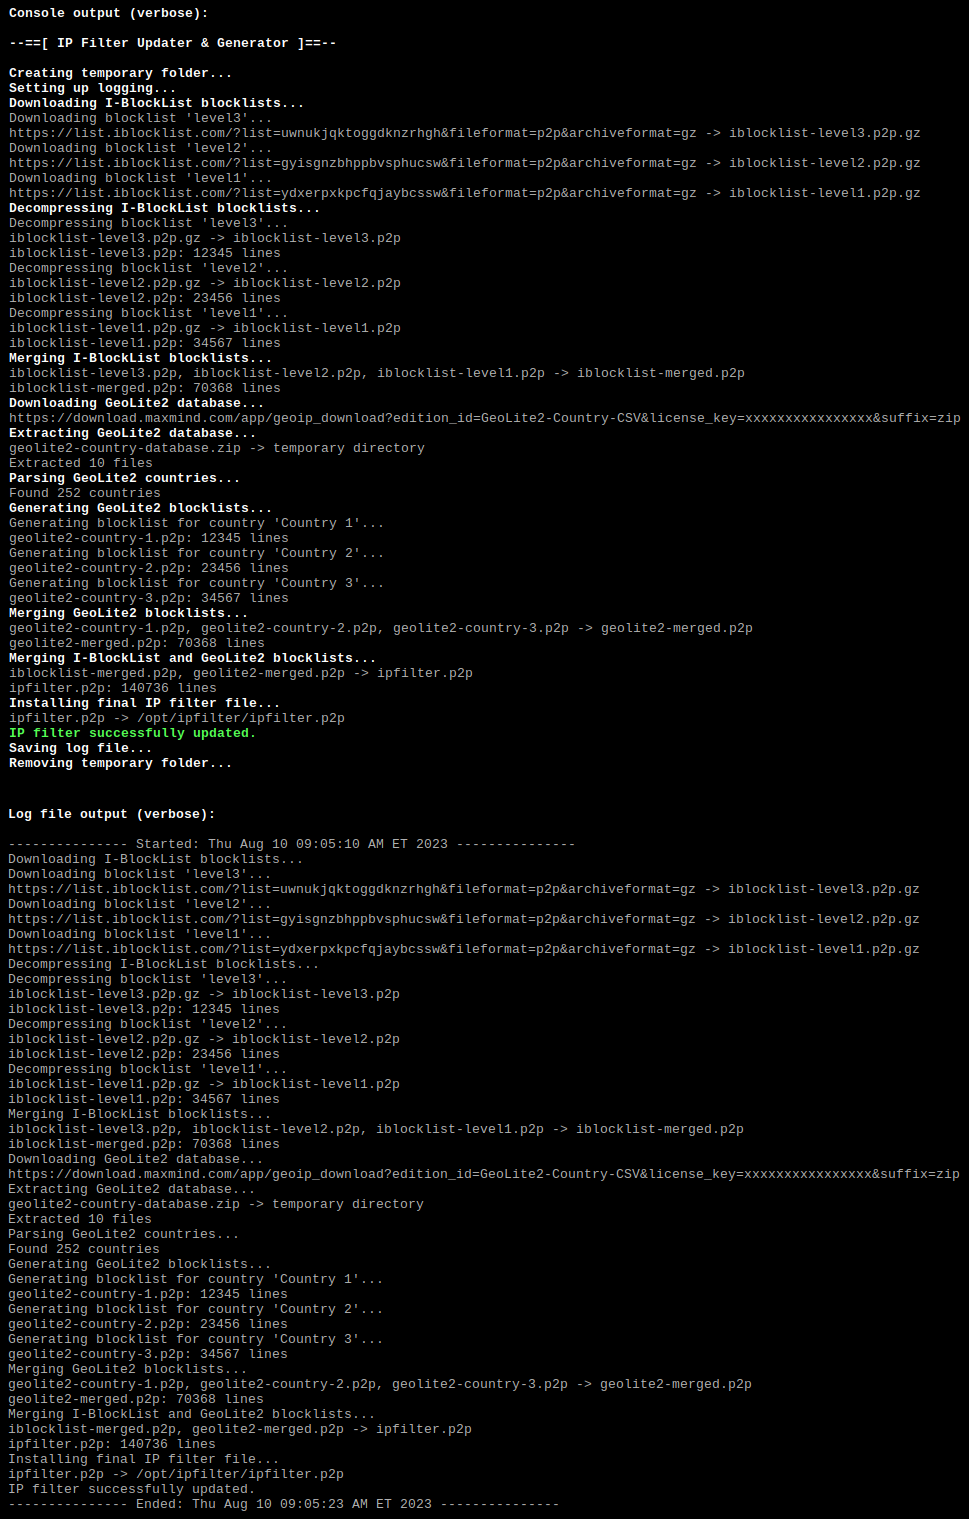 Console output (verbose):
--==[ IP Filter Updater & Generator ]==--
Creating temporary folder...
Setting up logging...
Downloading I-BlockList blocklists...
Downloading blocklist 'level3'...
https://list.iblocklist.com/?list=uwnukjqktoggdknzrhgh&fileformat=p2p&archiveformat=gz -> iblocklist-level3.p2p.gz
Downloading blocklist 'level2'...
https://list.iblocklist.com/?list=gyisgnzbhppbvsphucsw&fileformat=p2p&archiveformat=gz -> iblocklist-level2.p2p.gz
Downloading blocklist 'level1'...
https://list.iblocklist.com/?list=ydxerpxkpcfqjaybcssw&fileformat=p2p&archiveformat=gz -> iblocklist-level1.p2p.gz
Decompressing I-BlockList blocklists...
Decompressing blocklist 'level3'...
iblocklist-level3.p2p.gz -> iblocklist-level3.p2p
iblocklist-level3.p2p: 12345 lines
Decompressing blocklist 'level2'...
iblocklist-level2.p2p.gz -> iblocklist-level2.p2p
iblocklist-level2.p2p: 23456 lines
Decompressing blocklist 'level1'...
iblocklist-level1.p2p.gz -> iblocklist-level1.p2p
iblocklist-level1.p2p: 34567 lines
Merging I-BlockList blocklists...
iblocklist-level3.p2p, iblocklist-level2.p2p, iblocklist-level1.p2p -> iblocklist-merged.p2p
iblocklist-merged.p2p: 70368 lines
Downloading GeoLite2 database...
https://download.maxmind.com/app/geoip_download?edition_id=GeoLite2-Country-CSV&license_key=xxxxxxxxxxxxxxxx&suffix=zip
Extracting GeoLite2 database...
geolite2-country-database.zip -> temporary directory
Extracted 10 files
Parsing GeoLite2 countries...
Found 252 countries
Generating GeoLite2 blocklists...
Generating blocklist for country 'Country 1'...
geolite2-country-1.p2p: 12345 lines
Generating blocklist for country 'Country 2'...
geolite2-country-2.p2p: 23456 lines
Generating blocklist for country 'Country 3'...
geolite2-country-3.p2p: 34567 lines
Merging GeoLite2 blocklists...
geolite2-country-1.p2p, geolite2-country-2.p2p, geolite2-country-3.p2p -> geolite2-merged.p2p
geolite2-merged.p2p: 70368 lines
Merging I-BlockList and GeoLite2 blocklists...
iblocklist-merged.p2p, geolite2-merged.p2p -> ipfilter.p2p
ipfilter.p2p: 140736 lines
Installing final IP filter file...
ipfilter.p2p -> /opt/ipfilter/ipfilter.p2p
IP filter successfully updated.
Saving log file...
Removing temporary folder...
Log file output (verbose):
--------------- Started: Thu Aug 10 09:05:10 AM ET 2023 ---------------
Downloading I-BlockList blocklists...
Downloading blocklist 'level3'...
https://list.iblocklist.com/?list=uwnukjqktoggdknzrhgh&fileformat=p2p&archiveformat=gz -> iblocklist-level3.p2p.gz
Downloading blocklist 'level2'...
https://list.iblocklist.com/?list=gyisgnzbhppbvsphucsw&fileformat=p2p&archiveformat=gz -> iblocklist-level2.p2p.gz
Downloading blocklist 'level1'...
https://list.iblocklist.com/?list=ydxerpxkpcfqjaybcssw&fileformat=p2p&archiveformat=gz -> iblocklist-level1.p2p.gz
Decompressing I-BlockList blocklists...
Decompressing blocklist 'level3'...
iblocklist-level3.p2p.gz -> iblocklist-level3.p2p
iblocklist-level3.p2p: 12345 lines
Decompressing blocklist 'level2'...
iblocklist-level2.p2p.gz -> iblocklist-level2.p2p
iblocklist-level2.p2p: 23456 lines
Decompressing blocklist 'level1'...
iblocklist-level1.p2p.gz -> iblocklist-level1.p2p
iblocklist-level1.p2p: 34567 lines
Merging I-BlockList blocklists...
iblocklist-level3.p2p, iblocklist-level2.p2p, iblocklist-level1.p2p -> iblocklist-merged.p2p
iblocklist-merged.p2p: 70368 lines
Downloading GeoLite2 database...
https://download.maxmind.com/app/geoip_download?edition_id=GeoLite2-Country-CSV&license_key=xxxxxxxxxxxxxxxx&suffix=zip
Extracting GeoLite2 database...
geolite2-country-database.zip -> temporary directory
Extracted 10 files
Parsing GeoLite2 countries...
Found 252 countries
Generating GeoLite2 blocklists...
Generating blocklist for country 'Country 1'...
geolite2-country-1.p2p: 12345 lines
Generating blocklist for country 'Country 2'...
geolite2-country-2.p2p: 23456 lines
Generating blocklist for country 'Country 3'...
geolite2-country-3.p2p: 34567 lines
Merging GeoLite2 blocklists...
geolite2-country-1.p2p, geolite2-country-2.p2p, geolite2-country-3.p2p -> geolite2-merged.p2p
geolite2-merged.p2p: 70368 lines
Merging I-BlockList and GeoLite2 blocklists...
iblocklist-merged.p2p, geolite2-merged.p2p -> ipfilter.p2p
ipfilter.p2p: 140736 lines
Installing final IP filter file...
ipfilter.p2p -> /opt/ipfilter/ipfilter.p2p
IP filter successfully updated.
--------------- Ended: Thu Aug 10 09:05:23 AM ET 2023 ---------------